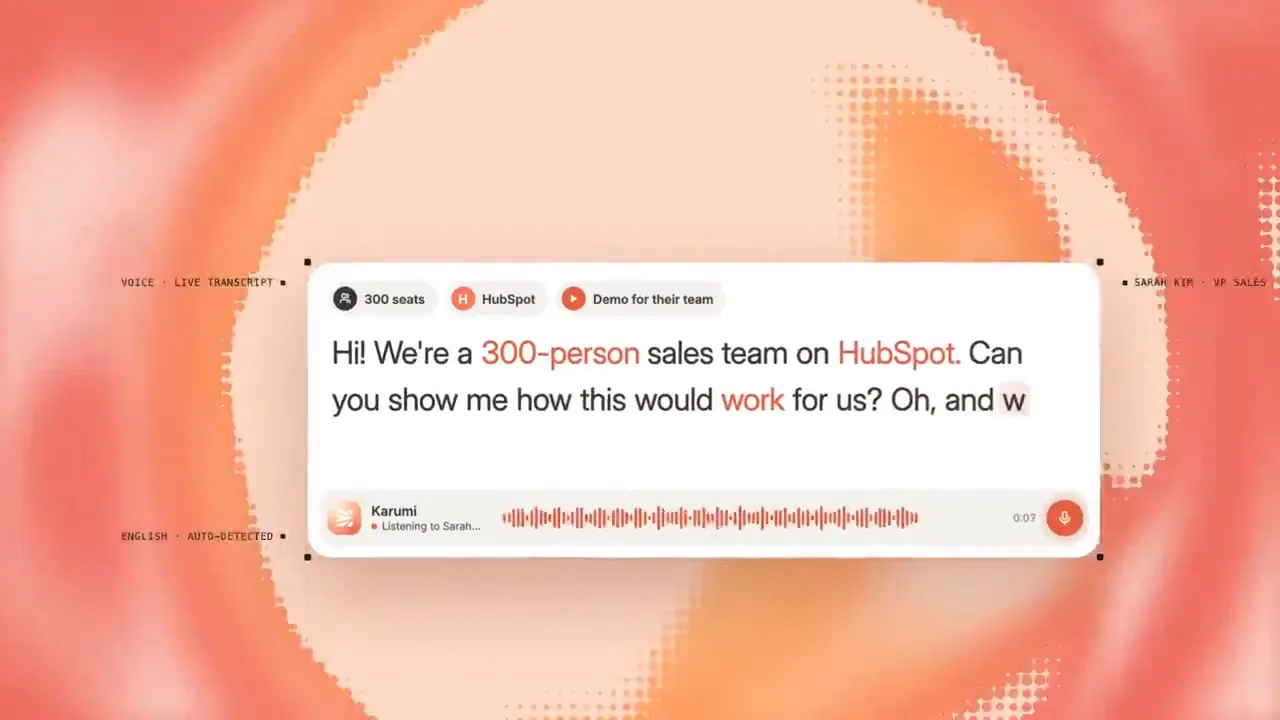 VOICE · LIVE TRANSCRIPT
SARAH KIM · VP SALES
300 seats
H HubSpot
Demo for their team
Hi! We're a 300-person sales team on HubSpot. Can
you show me how this would work for us? Oh, and w
Karumi
Listening to Sarah...
0:07
ENGLISH · AUTO-DETECTED